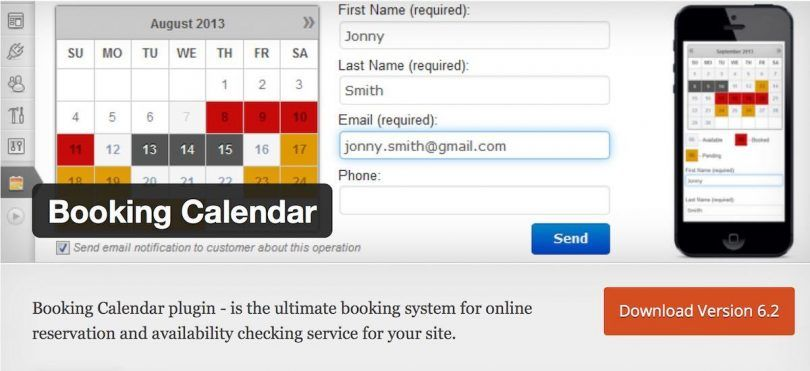 August 2013 »
SU MO TU WE TH FR SA
1 2 3
4 5 6 7 8 9 10
11 12 13 14 15 16 17
18 19 20 21 22 23 24
Booking Calendar
Send email notification to customer about this operation
First Name (required):
Jonny
Last Name (required):
Smith
Email (required):
jonny.smith@gmail.com
Phone:
Send
September 2013
- Available - Booked
- Pending
First Name (required):
Jonny
Last Name (required):
Smith
Booking Calendar plugin - is the ultimate booking system for online
reservation and availability checking service for your site.
Download Version 6.2